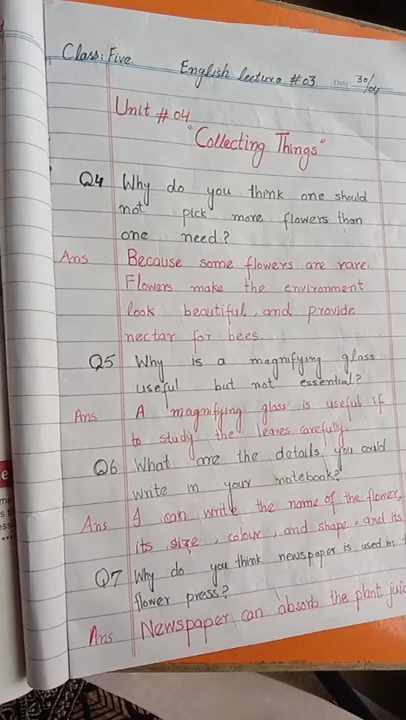 Class: Five
English lecture #03 Date: 30/04
Unit #04
"Collecting Things"
Q4 Why do you think one should
not pick more flowers than
one need?
Ans Because some flowers are rare.
Flowers make the environment
look beautiful, and provide
nectar for bees.
Q5 Why is a magnifying glass
useful but not essential?
Ans A magnifying glass is useful if
to study the leaves carefully.
Q6 What are the details you could
write in your notebook?
Ans I can write the name of the flower,
its size, colour, and shape, and its
Q7 Why do you think newspaper is used in
flower press?
Ans Newspaper can absorb the plant